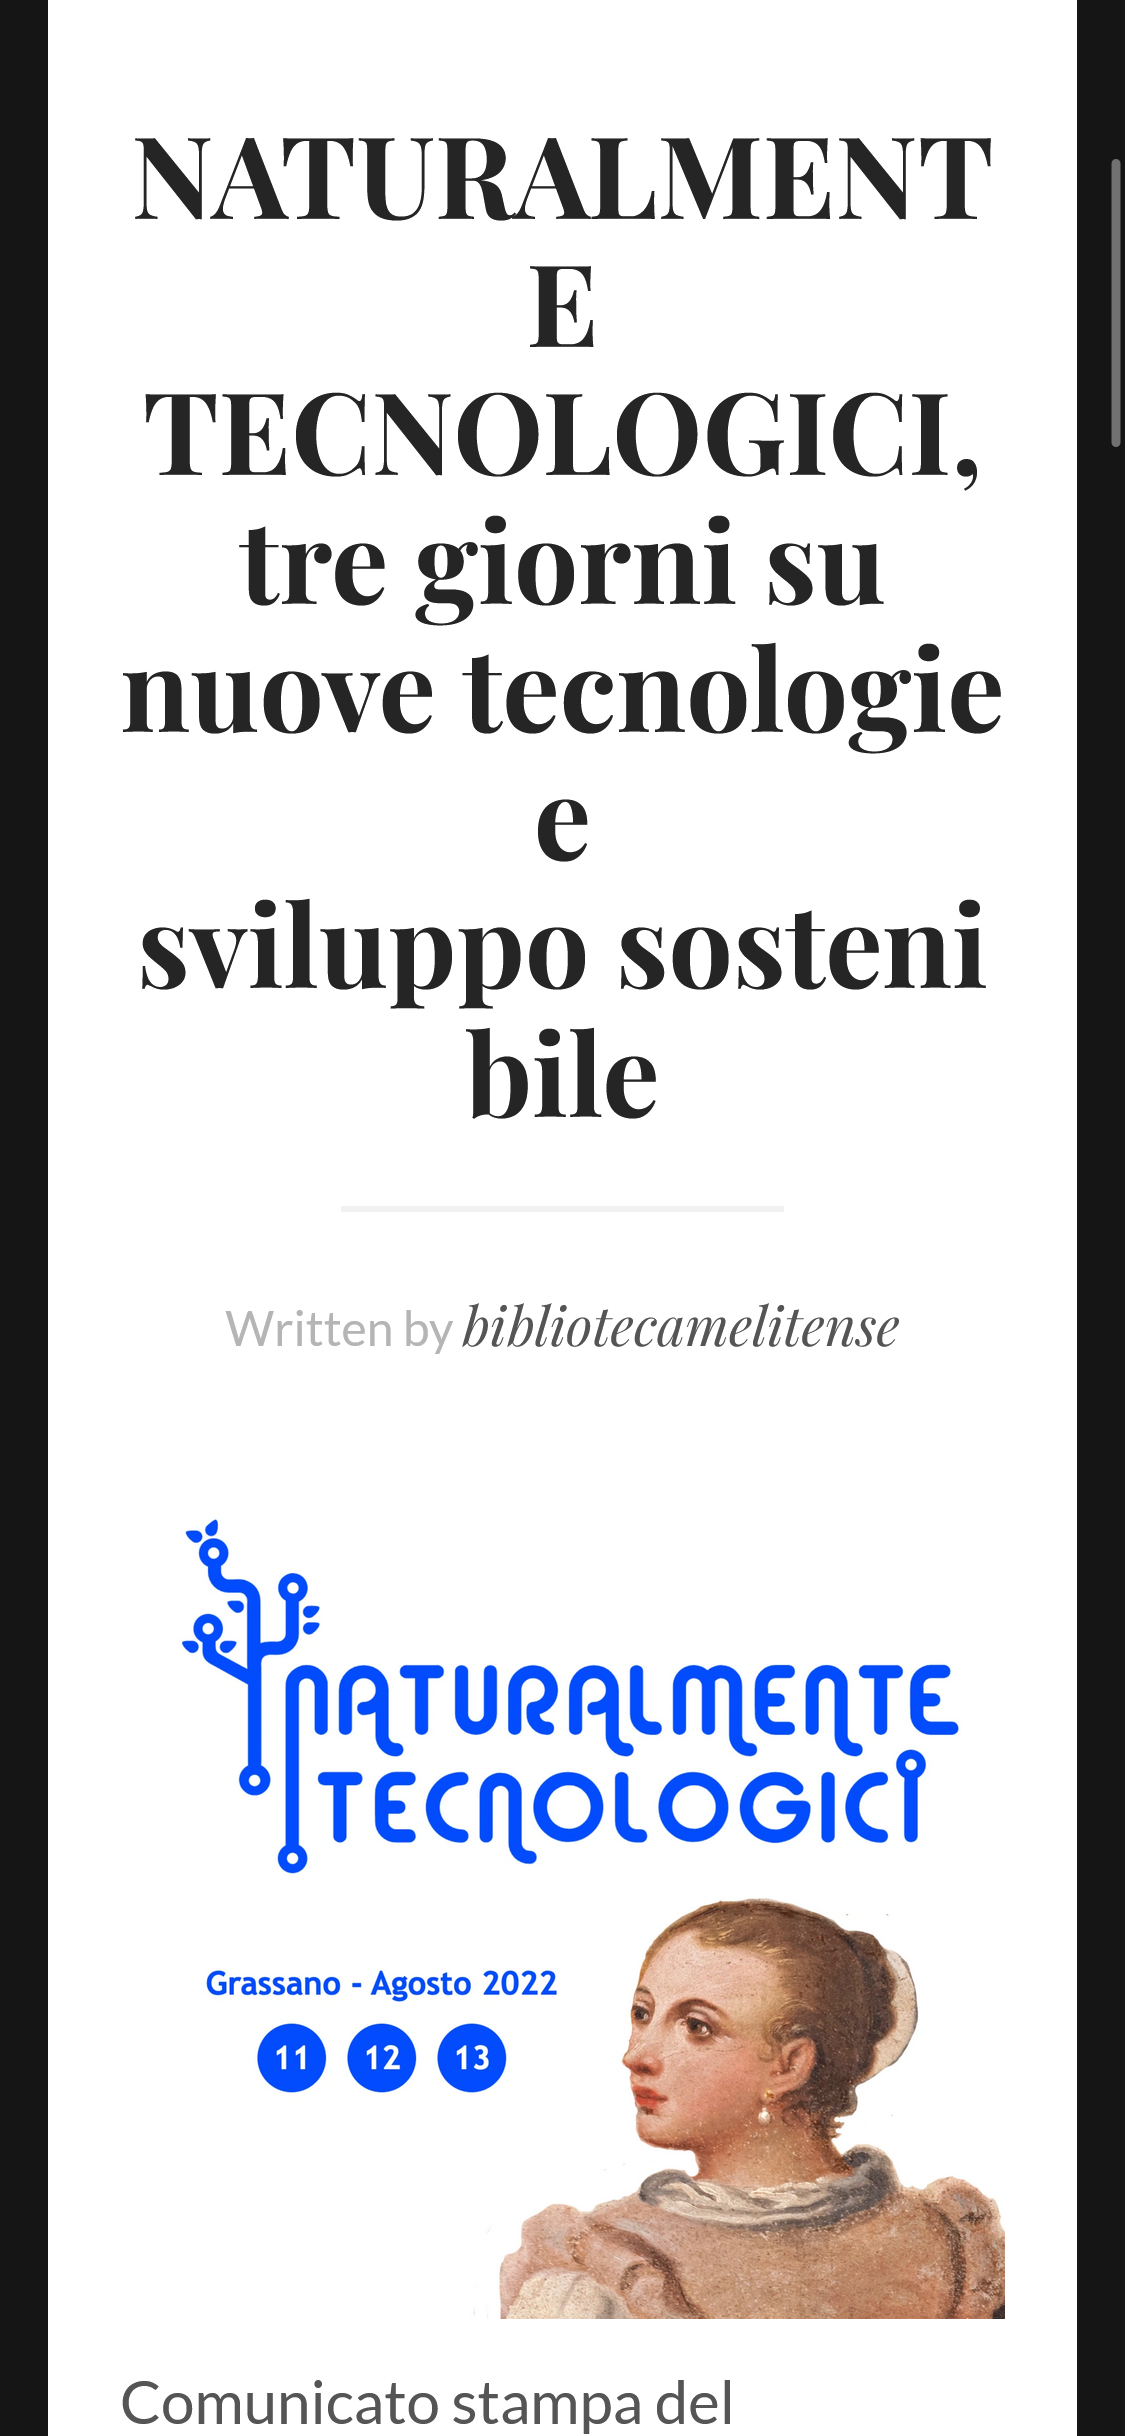 NATURALMENT
E
TECNOLOGICI,
tre giorni su
nuove tecnologie
e
sviluppo sosteni
bile
Written by bibliotecamelitense
NATURALMENTE
TECNOLOGICI
Grassano - Agosto 2022
11 12 13
Comunicato stampa del